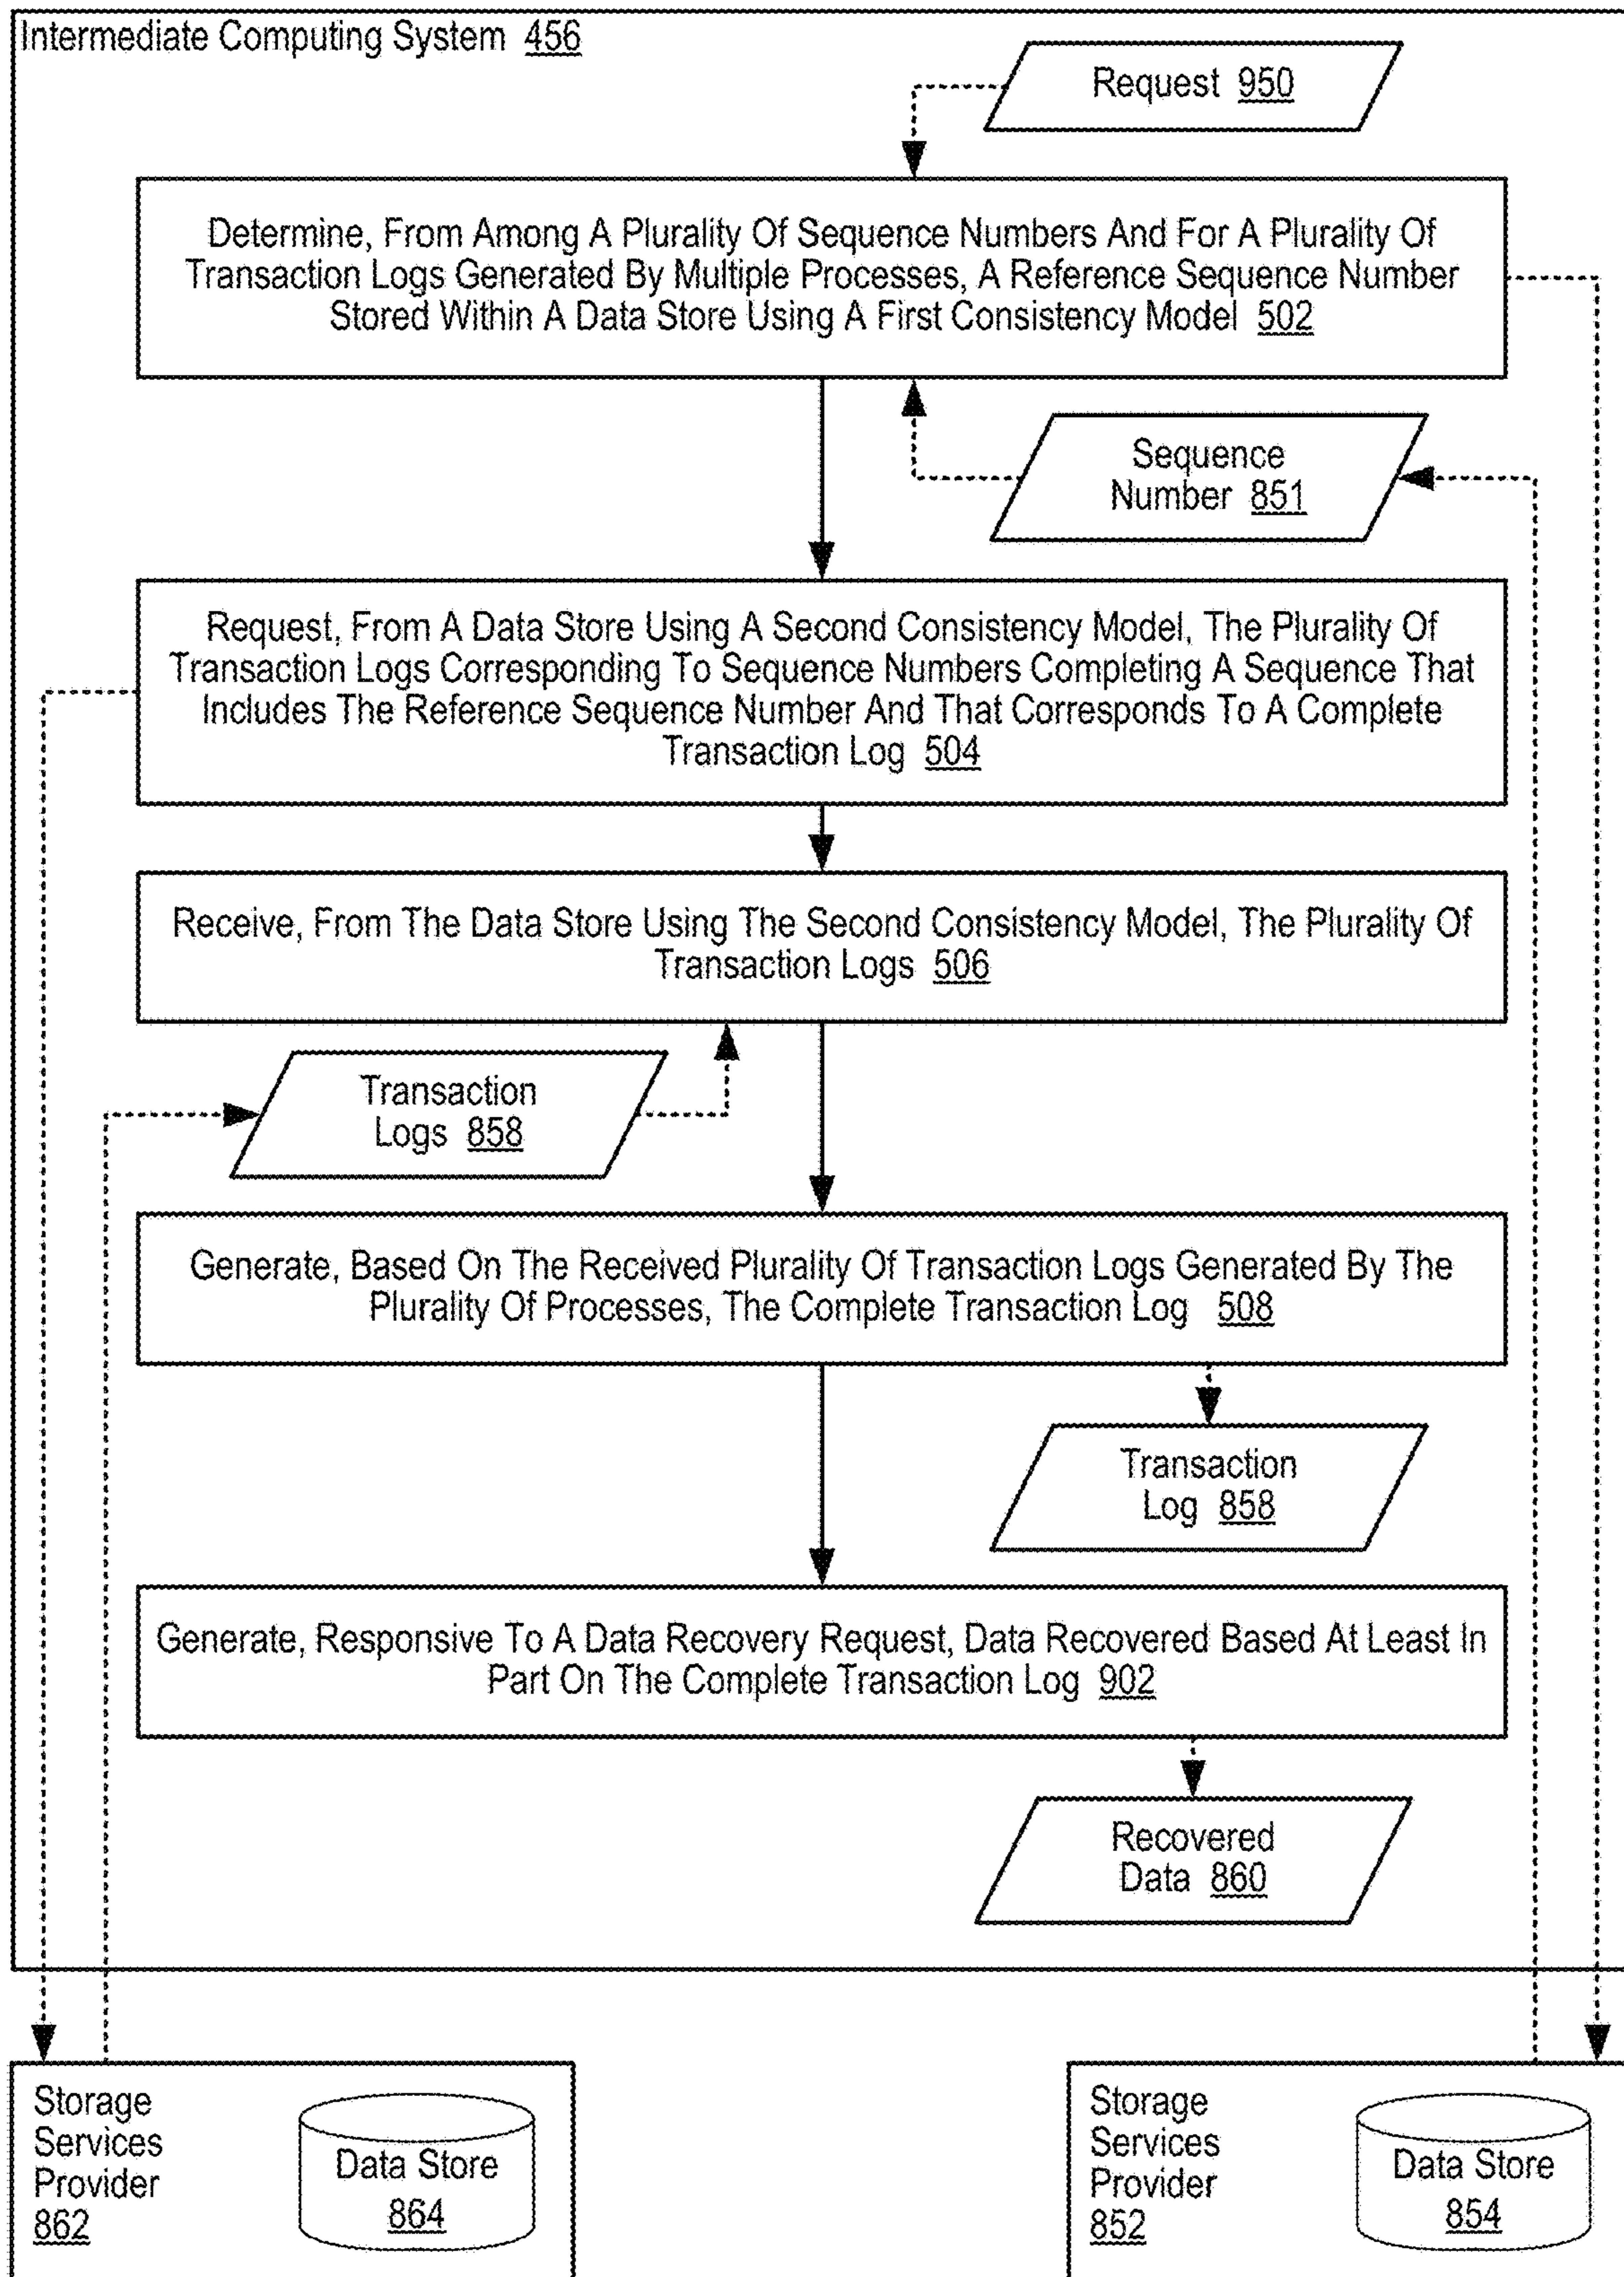 Intermediate Computing System 456
Request 950
Determine, From Among A Plurality Of Sequence Numbers And For A Plurality Of
Transaction Logs Generated By Multiple Processes, A Reference Sequence Number
Stored Within A Data Store Using A First Consistency Model 502
Sequence
Number 851
Request, From A Data Store Using A Second Consistency Model, The Plurality Of
Transaction Logs Corresponding To Sequence Numbers Completing A Sequence That
Includes The Reference Sequence Number And That Corresponds To A Complete
Transaction Log 504
Receive, From The Data Store Using The Second Consistency Model, The Plurality Of
Transaction Logs 506
Transaction
Logs 858
Generate, Based On The Received Plurality Of Transaction Logs Generated By The
Plurality Of Processes, The Complete Transaction Log 508
Transaction
Log 858
Generate, Responsive To A Data Recovery Request, Data Recovered Based At Least In
Part On The Complete Transaction Log 902
Recovered
Data 860
Storage
Services
Provider
862
Data Store
864
Storage
Services
Provider
852
Data Store
854